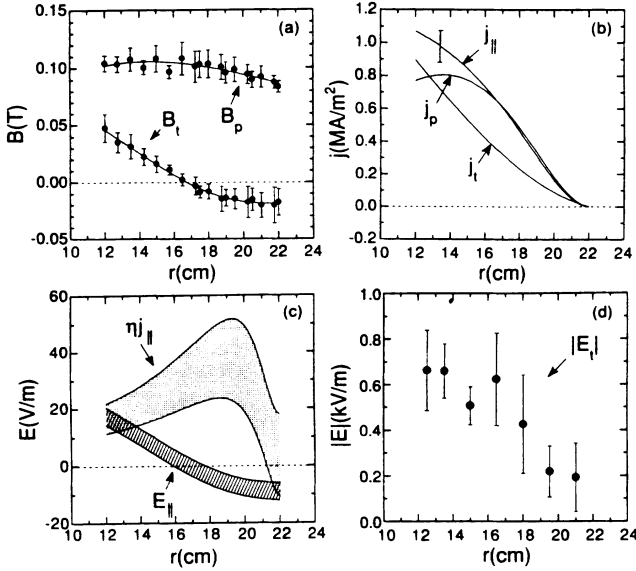 (a)
B(T)
0.15
0.10
0.05
0.00
-0.05
B_t
B_p
10 12 14 16 18 20 22 24
r(cm)
(b)
j(MA/m²)
1.2
1.0
0.8
0.6
0.4
0.2
0.0
-0.2
j_||
j_p
j_t
10 12 14 16 18 20 22 24
r(cm)
(c)
E(V/m)
60
40
20
0
-20
ηj_||
E_||
10 12 14 16 18 20 22 24
r(cm)
(d)
|E|(kV/m)
1.0
0.8
0.6
0.4
0.2
0.0
|E_t|
10 12 14 16 18 20 22 24
r(cm)